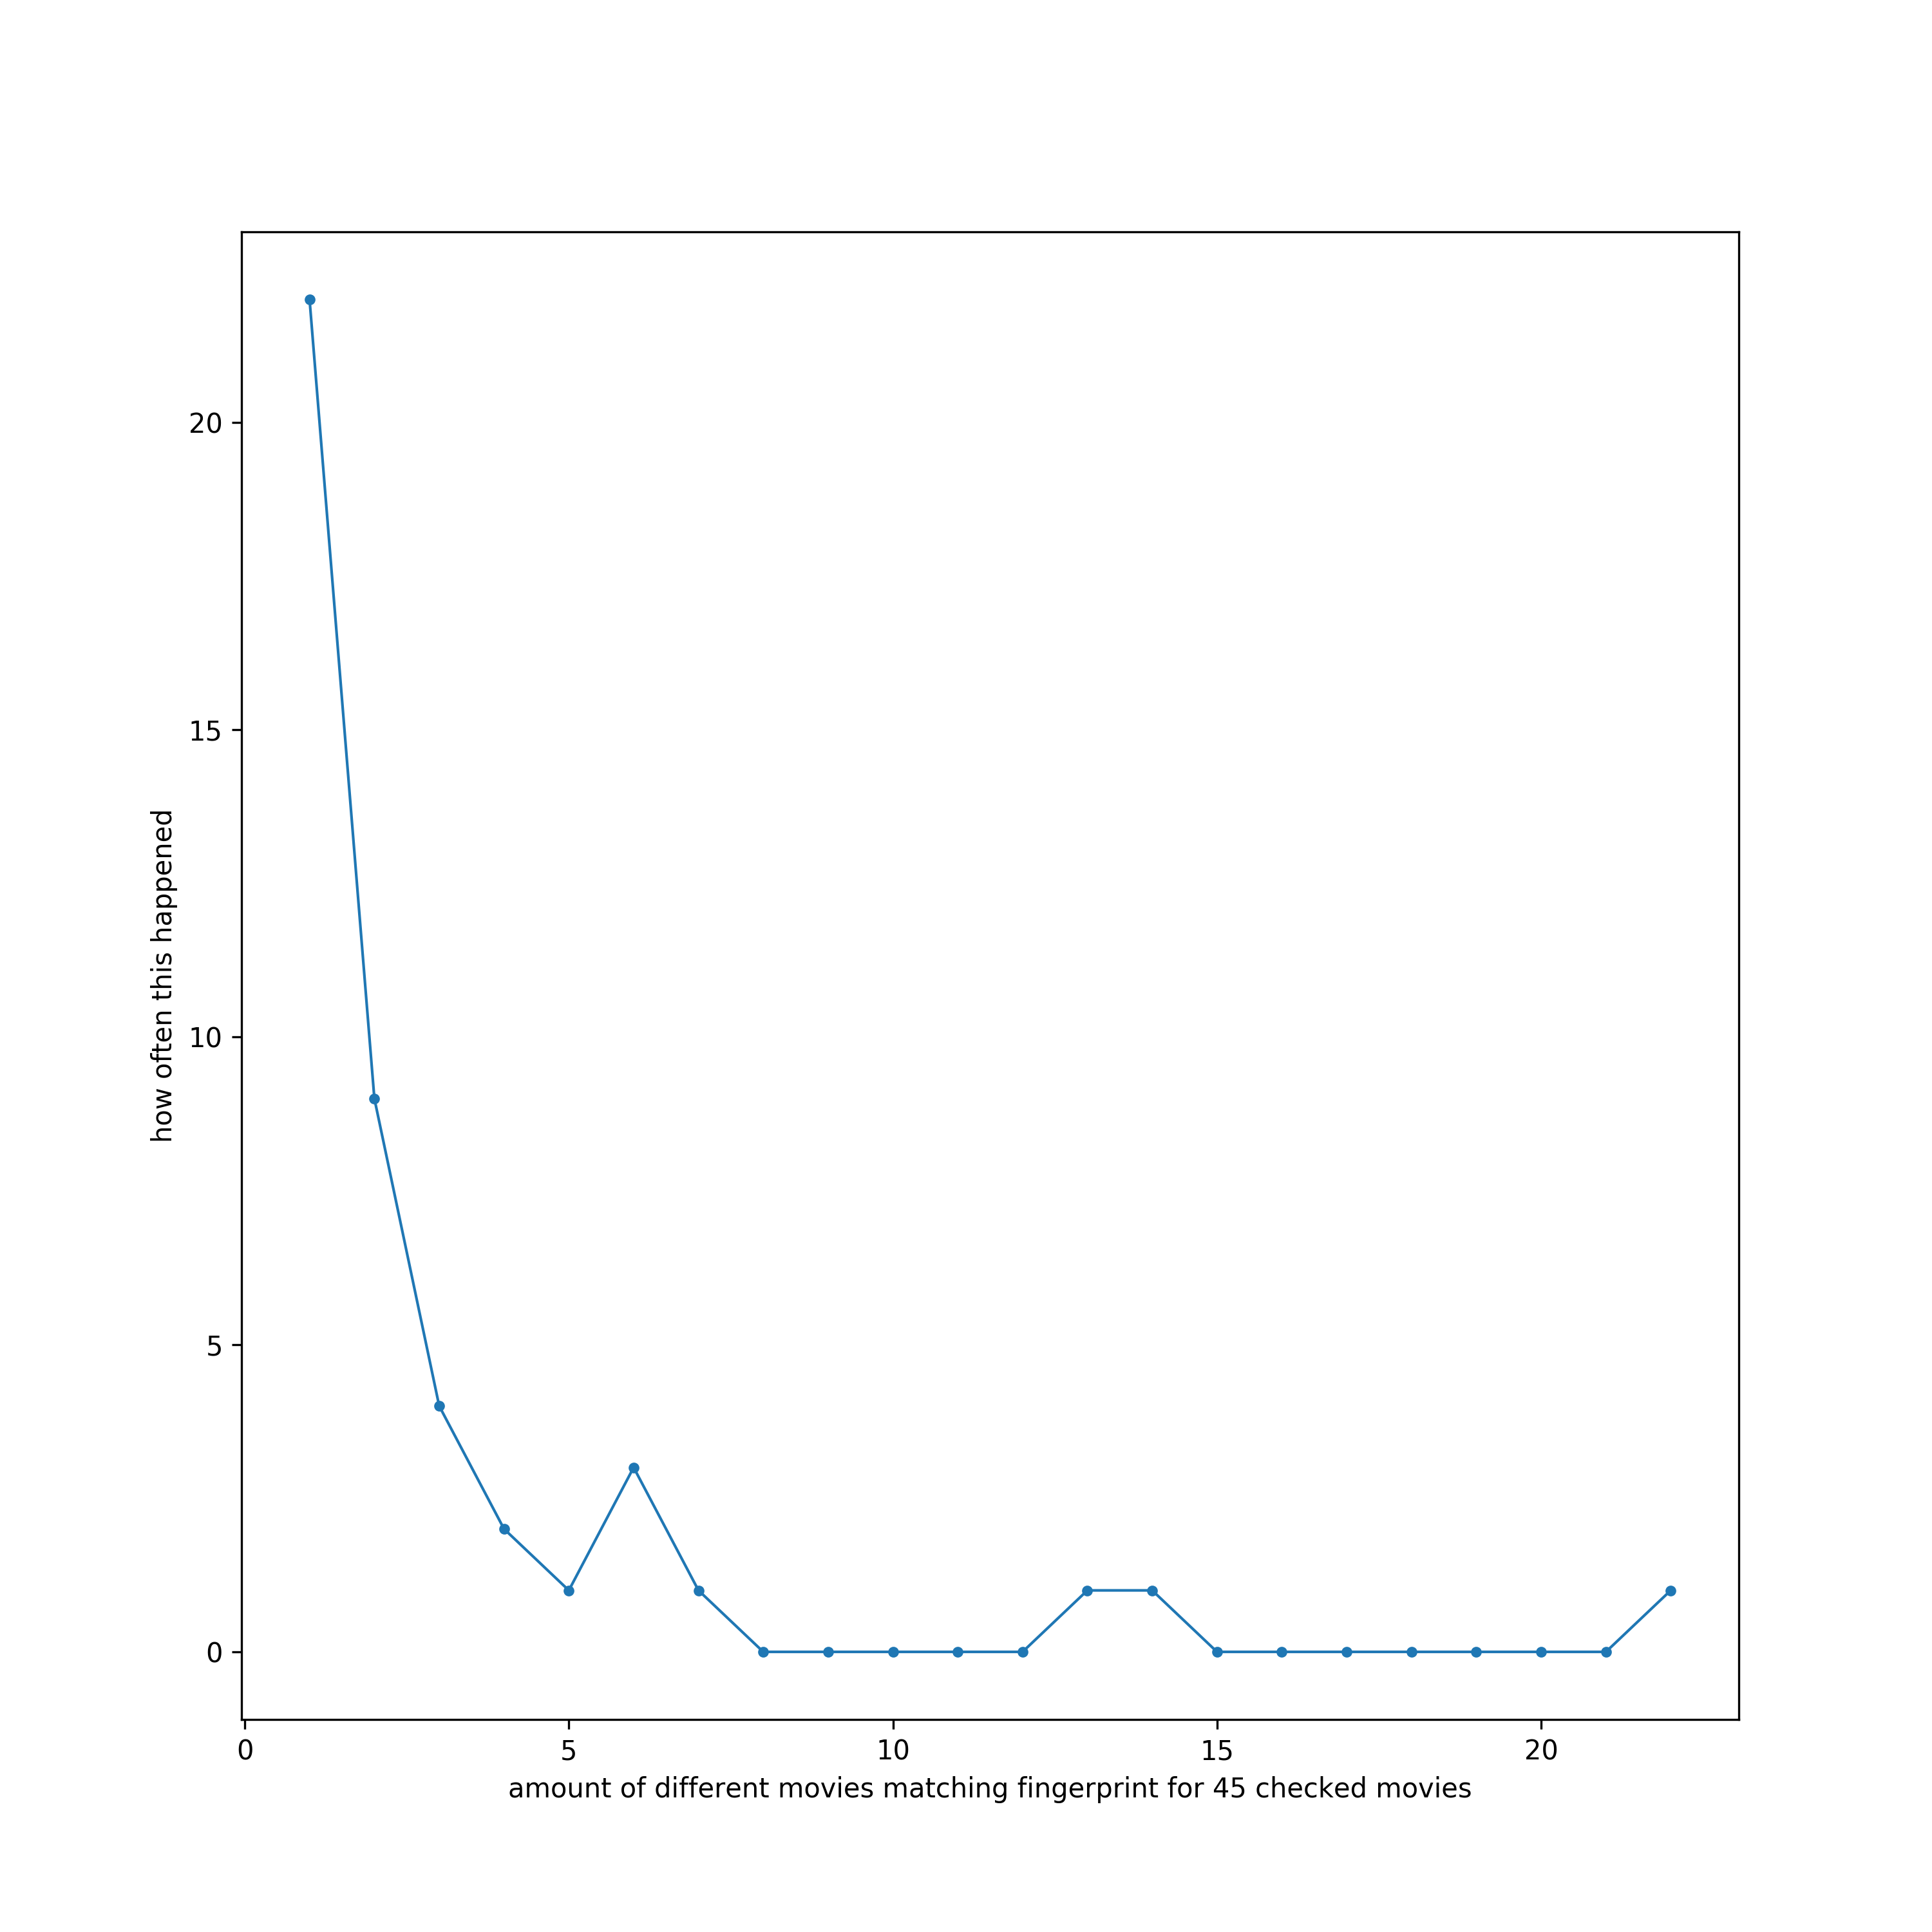 how often this happened
20
15
10
5
0
0 5 10 15 20
amount of different movies matching fingerprint for 45 checked movies